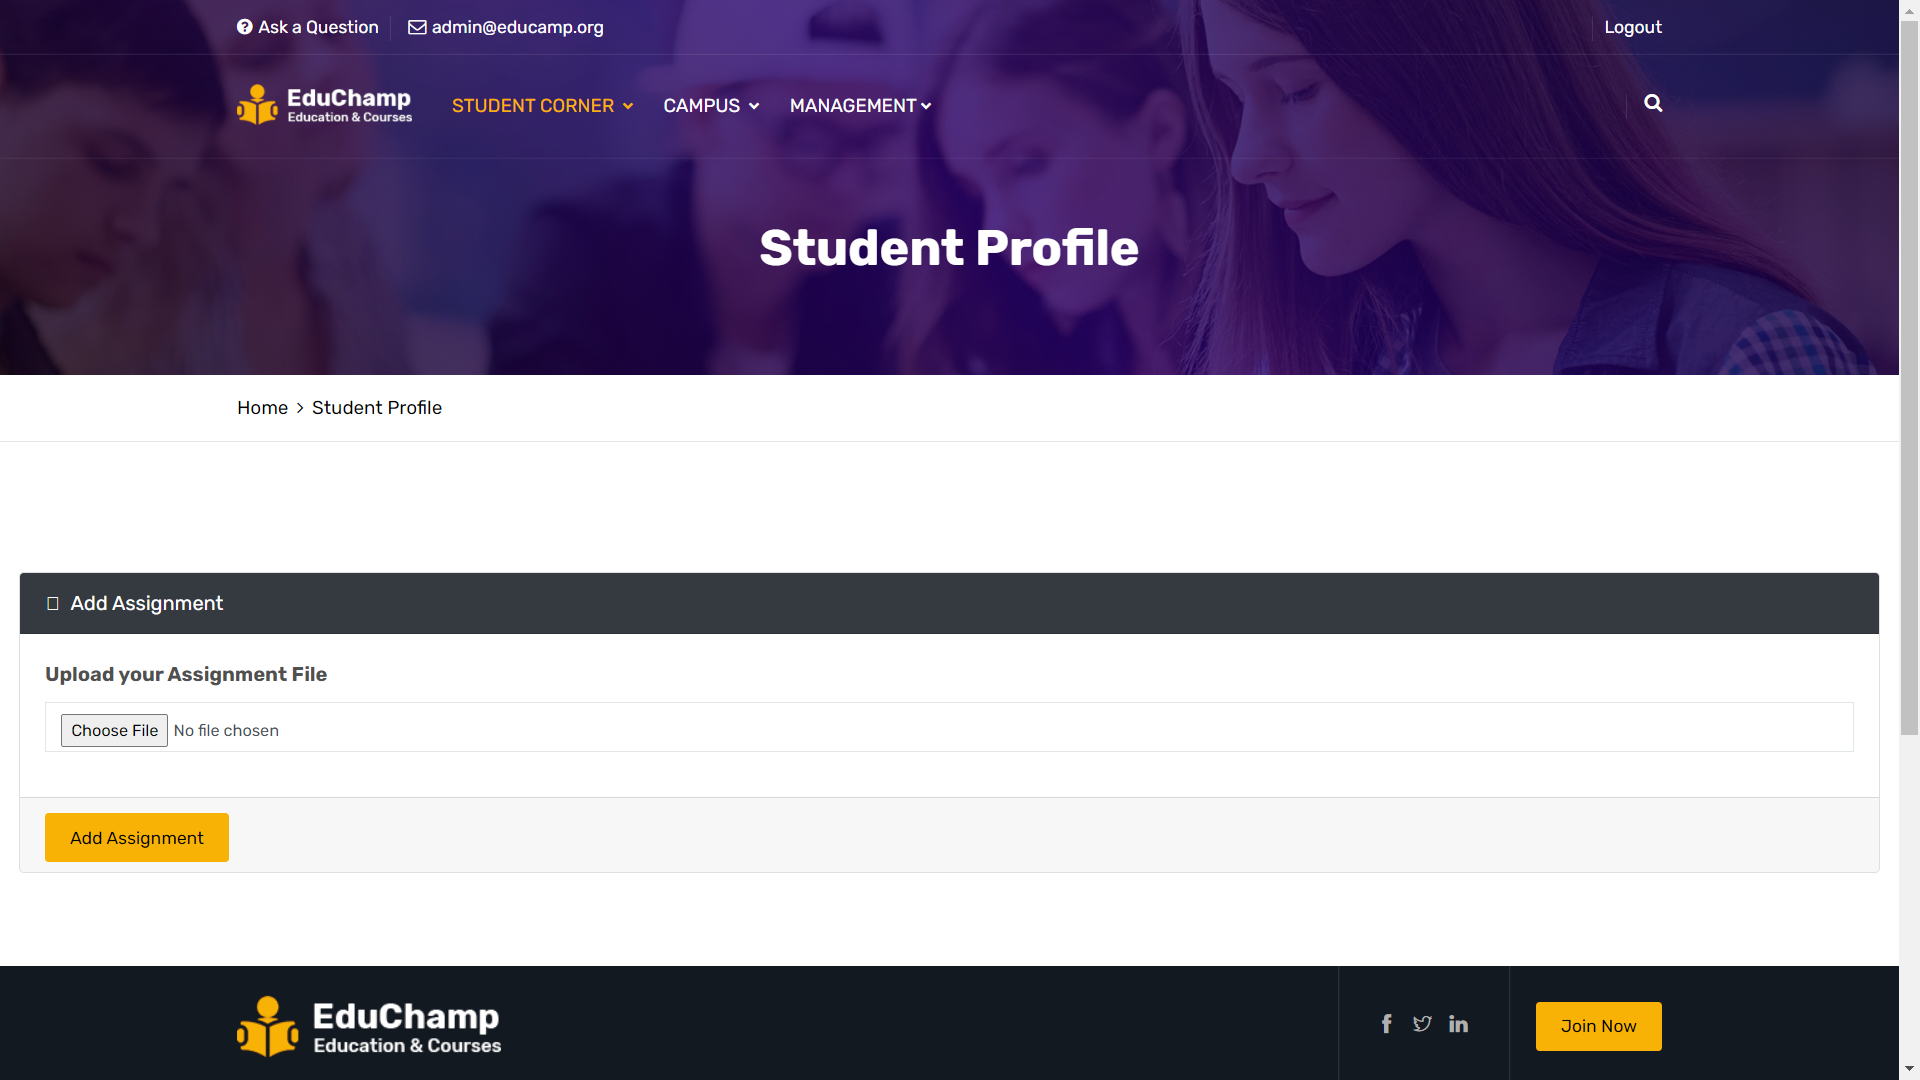 Ask a Question
admin@educamp.org
Logout
EduChamp
Education & Courses
STUDENT CORNER
CAMPUS
MANAGEMENT
Student Profile
Home > Student Profile
Add Assignment
Upload your Assignment File
Choose File No file chosen
Add Assignment
EduChamp
Education & Courses
Join Now